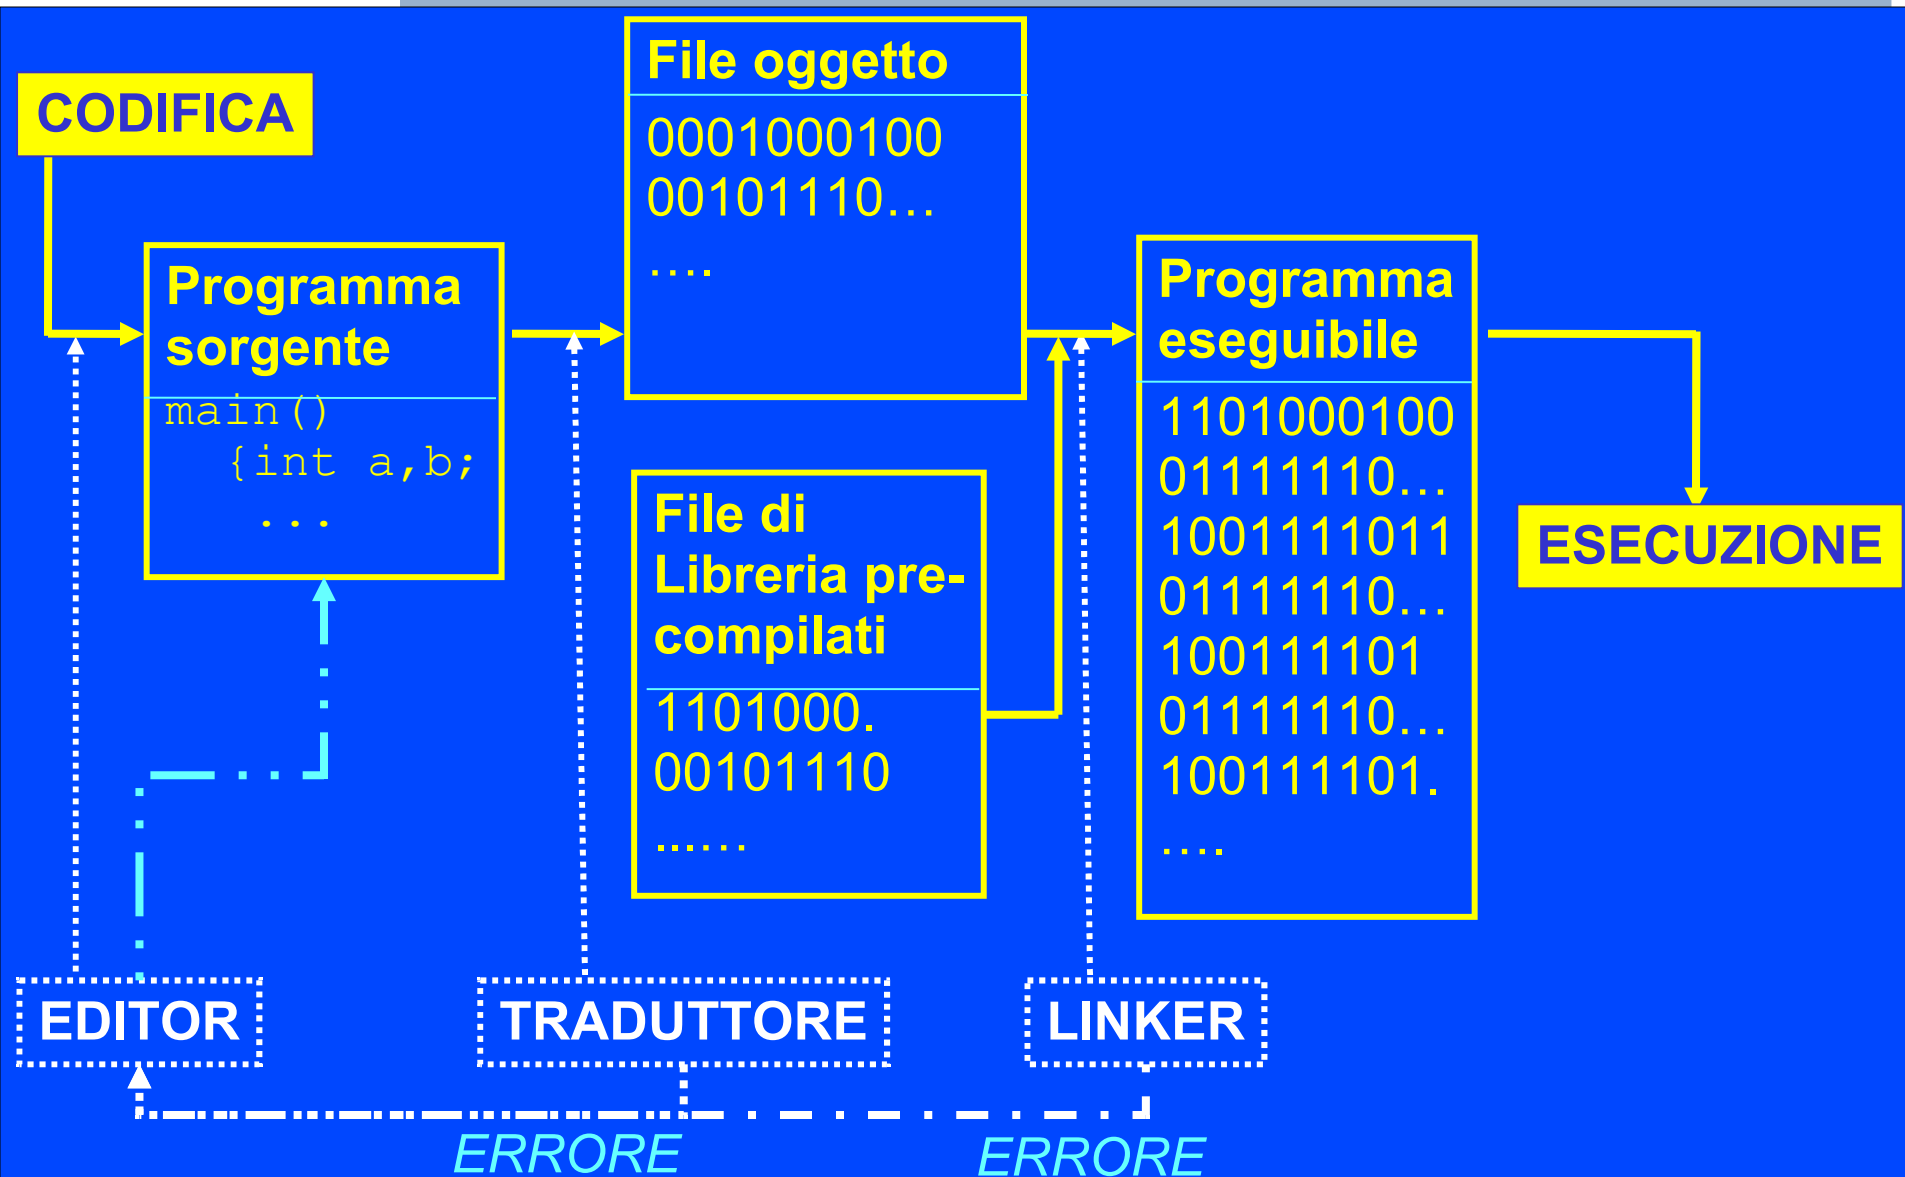 CODIFICA
Programma
sorgente
main()
{int a,b;
...
File oggetto
0001000100
00101110...
....
File di
Libreria pre-
compilati
1101000.
00101110
......
Programma
eseguibile
1101000100
01111110...
1001111011
01111110...
100111101
01111110...
100111101.
....
ESECUZIONE
EDITOR
TRADUTTORE
LINKER
ERRORE
ERRORE